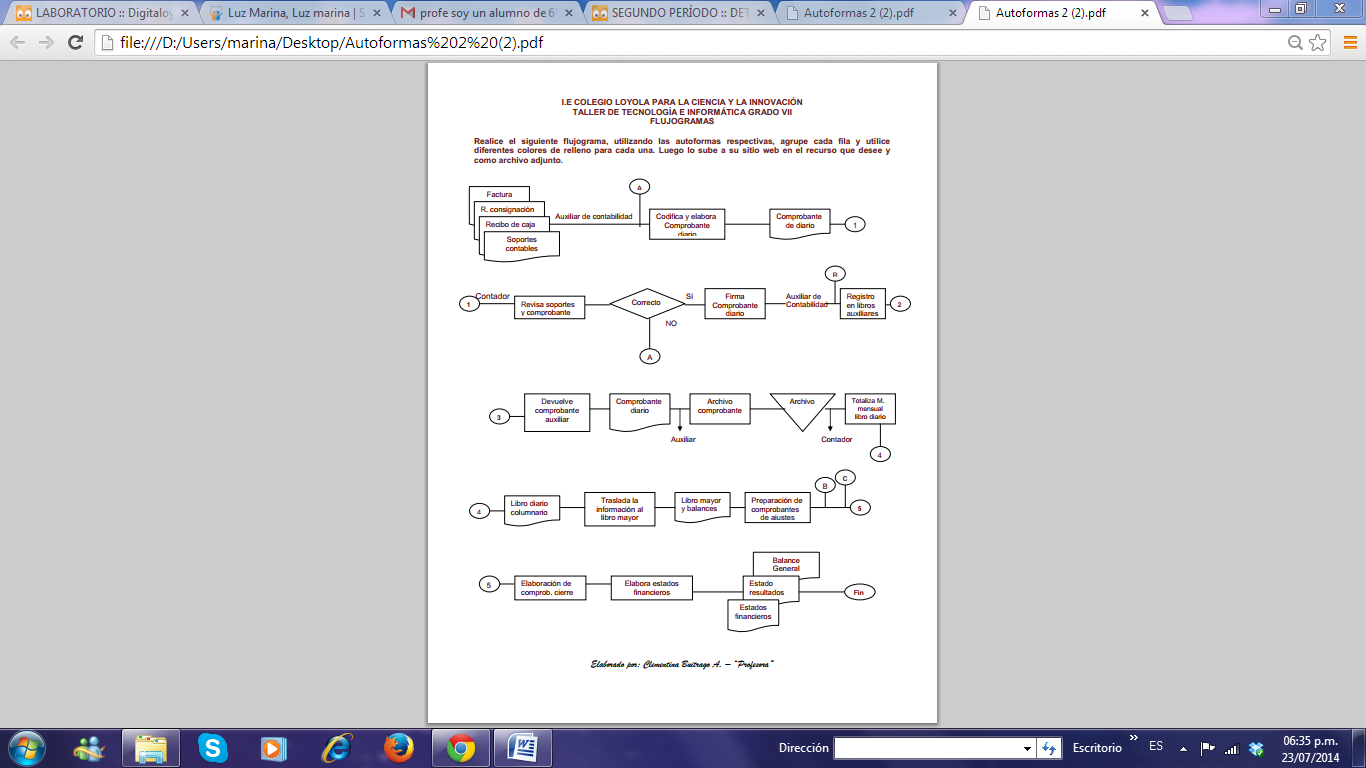 LABORATORIO :: Digitaloy
Luz Marina, Luz marina | S
profe soy un alumno de 6°
SEGUNDO PERÍODO :: DET
Autoformas 2 (2).pdf
Autoformas 2 (2).pdf
file:///D:/Users/marina/Desktop/Autoformas%202%20(2).pdf
I.E COLEGIO LOYOLA PARA LA CIENCIA Y LA INNOVACIÓN
TALLER DE TECNOLOGÍA E INFORMÁTICA GRADO VII
FLUJOGRAMAS
Realice el siguiente flujograma, utilizando las autoformas respectivas, agrupe cada fila y utilice
diferentes colores de relleno para cada una. Luego lo sube a su sitio web en el recurso que desee y
como archivo adjunto.
A
Factura
R. consignación
Recibo de caja
Soportes
contables
Auxiliar de contabilidad
Codifica y elabora
Comprobante
diario
Comprobante
de diario
1
1
Contador
Revisa soportes
y comprobante
Correcto
Sí
NO
A
Firma
Comprobante
diario
Auxiliar de
Contabilidad
R
Registro
en libros
auxiliares
2
3
Devuelve
comprobante
auxiliar
Comprobante
diario
Auxiliar
Archivo
comprobante
Archivo
Contador
Totaliza M.
mensual
libro diario
4
4
Libro diario
columnario
Traslada la
información al
libro mayor
Libro mayor
y balances
Preparación de
comprobantes
de ajustes
B
C
5
5
Elaboración de
comprob. cierre
Elabora estados
financieros
Balance
General
Estado
resultados
Estados
financieros
Fin
Elaborado por: Clementina Buitrago A. – "Profesora"
Dirección
Escritorio
»
ES
06:35 p.m.
23/07/2014